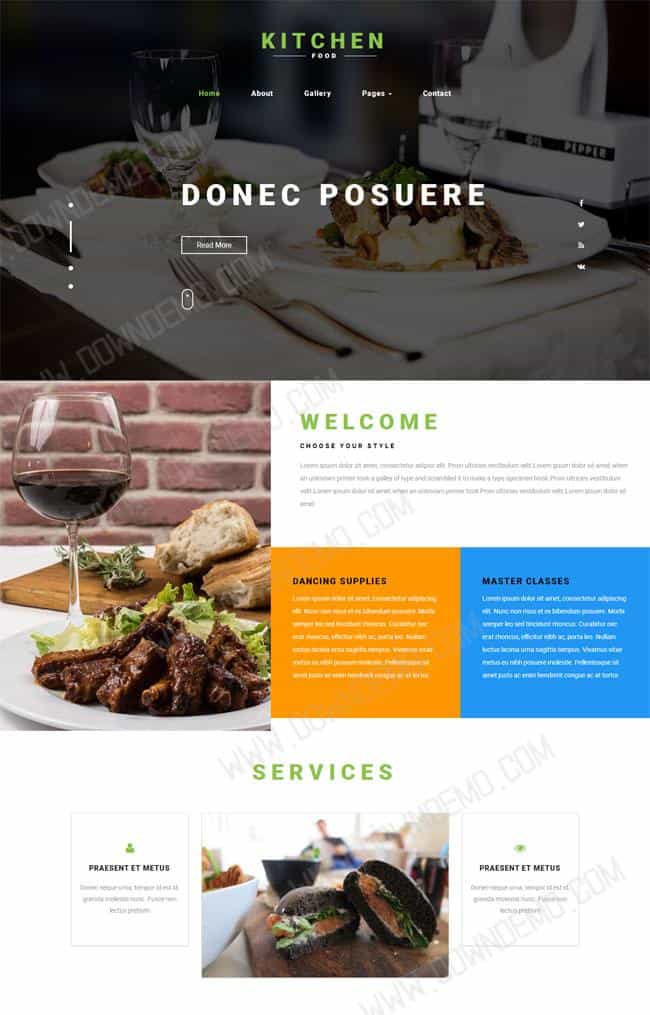 KITCHEN
FOOD
Home About Gallery Pages Contact
OIL PEPPER
DONEC POSUERE
Read More
WELCOME
CHOOSE YOUR STYLE
Lorem ipsum dolor sit amet, consectetur adipisi elit. Proin ultricies vestibulum velit Lorem ipsum dolor sit amet when
an unknown printer took a galley of type and scrambled it to make a type specimen book. Proin ultricies vestibulum
velit Lorem ipsum dolor sit amet when an unknown printer Proin ultricies vestibulum velit Lorem ipsum dolor sit
amet
DANCING SUPPLIES
Lorem ipsum dolor sit amet, consectetur adipiscing
elit. Nunc non risus et ex bibendum ornare. Morbi
semper leo sed tincidunt rhoncus. Curabitur nec
erat rhoncus, efficitur nibh ac, porta leo. Nullam
luctus lacinia urna sagittis tempus. Vivamus vitae
metus eu nibh posuere molestie. Pellentesque sit
amet justo ac enim hendrerit congue ac at tortor.
MASTER CLASSES
Lorem ipsum dolor sit amet, consectetur adipiscing
elit. Nunc non risus et ex bibendum ornare. Morbi
semper leo sed tincidunt rhoncus. Curabitur nec
erat rhoncus, efficitur nibh ac, porta leo. Nullam
luctus lacinia urna sagittis tempus. Vivamus vitae
metus eu nibh posuere molestie. Pellentesque sit
amet justo ac enim hendrerit congue ac at tortor.
SERVICES
PRAESENT ET METUS
Donec neque urna, tempor id est id,
gravida molestie nunc. Fusce non
lectus pretium
PRAESENT ET METUS
Donec neque urna, tempor id est id,
gravida molestie nunc. Fusce non
lectus pretium
WWW.DOWNDEMO.COM